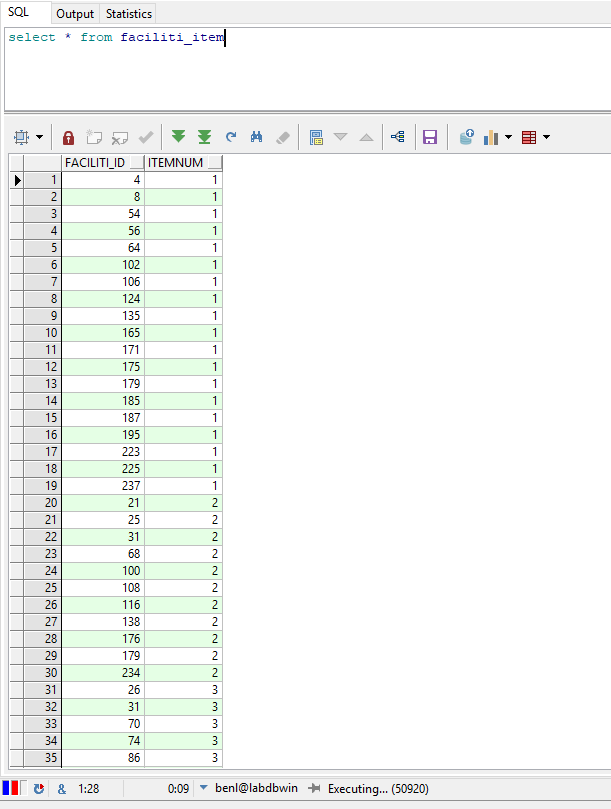 SQL Output Statistics
select * from faciliti_item
FACILITI_ID ITEMNUM
1 4 1
2 8 1
3 54 1
4 56 1
5 64 1
6 102 1
7 106 1
8 124 1
9 135 1
10 165 1
11 171 1
12 175 1
13 179 1
14 185 1
15 187 1
16 195 1
17 223 1
18 225 1
19 237 1
20 21 2
21 25 2
22 31 2
23 68 2
24 100 2
25 108 2
26 116 2
27 138 2
28 176 2
29 179 2
30 234 2
31 26 3
32 31 3
33 70 3
34 74 3
35 86 3
& 1:28 0:09 benl@labdbwin Executing... (50920)